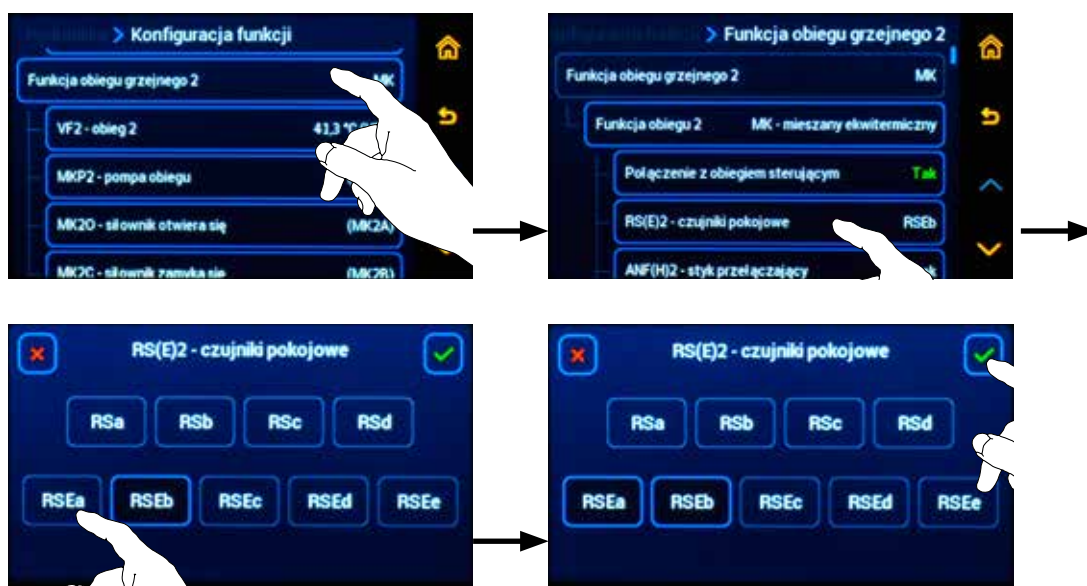 > Konfiguracja funkcji
Funkcja obiegu grzejnego 2 MK
VF2 - obieg 2 41,3 °C
MKP2 - pompa obiegu
MK2O - siłownik otwiera się (MK2A)
MK2C - siłownik zamyka się (MK2B)
> Funkcja obiegu grzejnego 2
Funkcja obiegu grzejnego 2 MK
Funkcja obiegu 2 MK - mieszany ekwitermiczny
Połączenie z obiegiem sterującym Tak
RS(E)2 - czujniki pokojowe RSEb
ANF(H)2 - styk przełączający
RS(E)2 - czujniki pokojowe
RSa RSb RSc RSd
RSEa RSEb RSEc RSEd RSEe
RS(E)2 - czujniki pokojowe
RSa RSb RSc RSd
RSEa RSEb RSEc RSEd RSEe